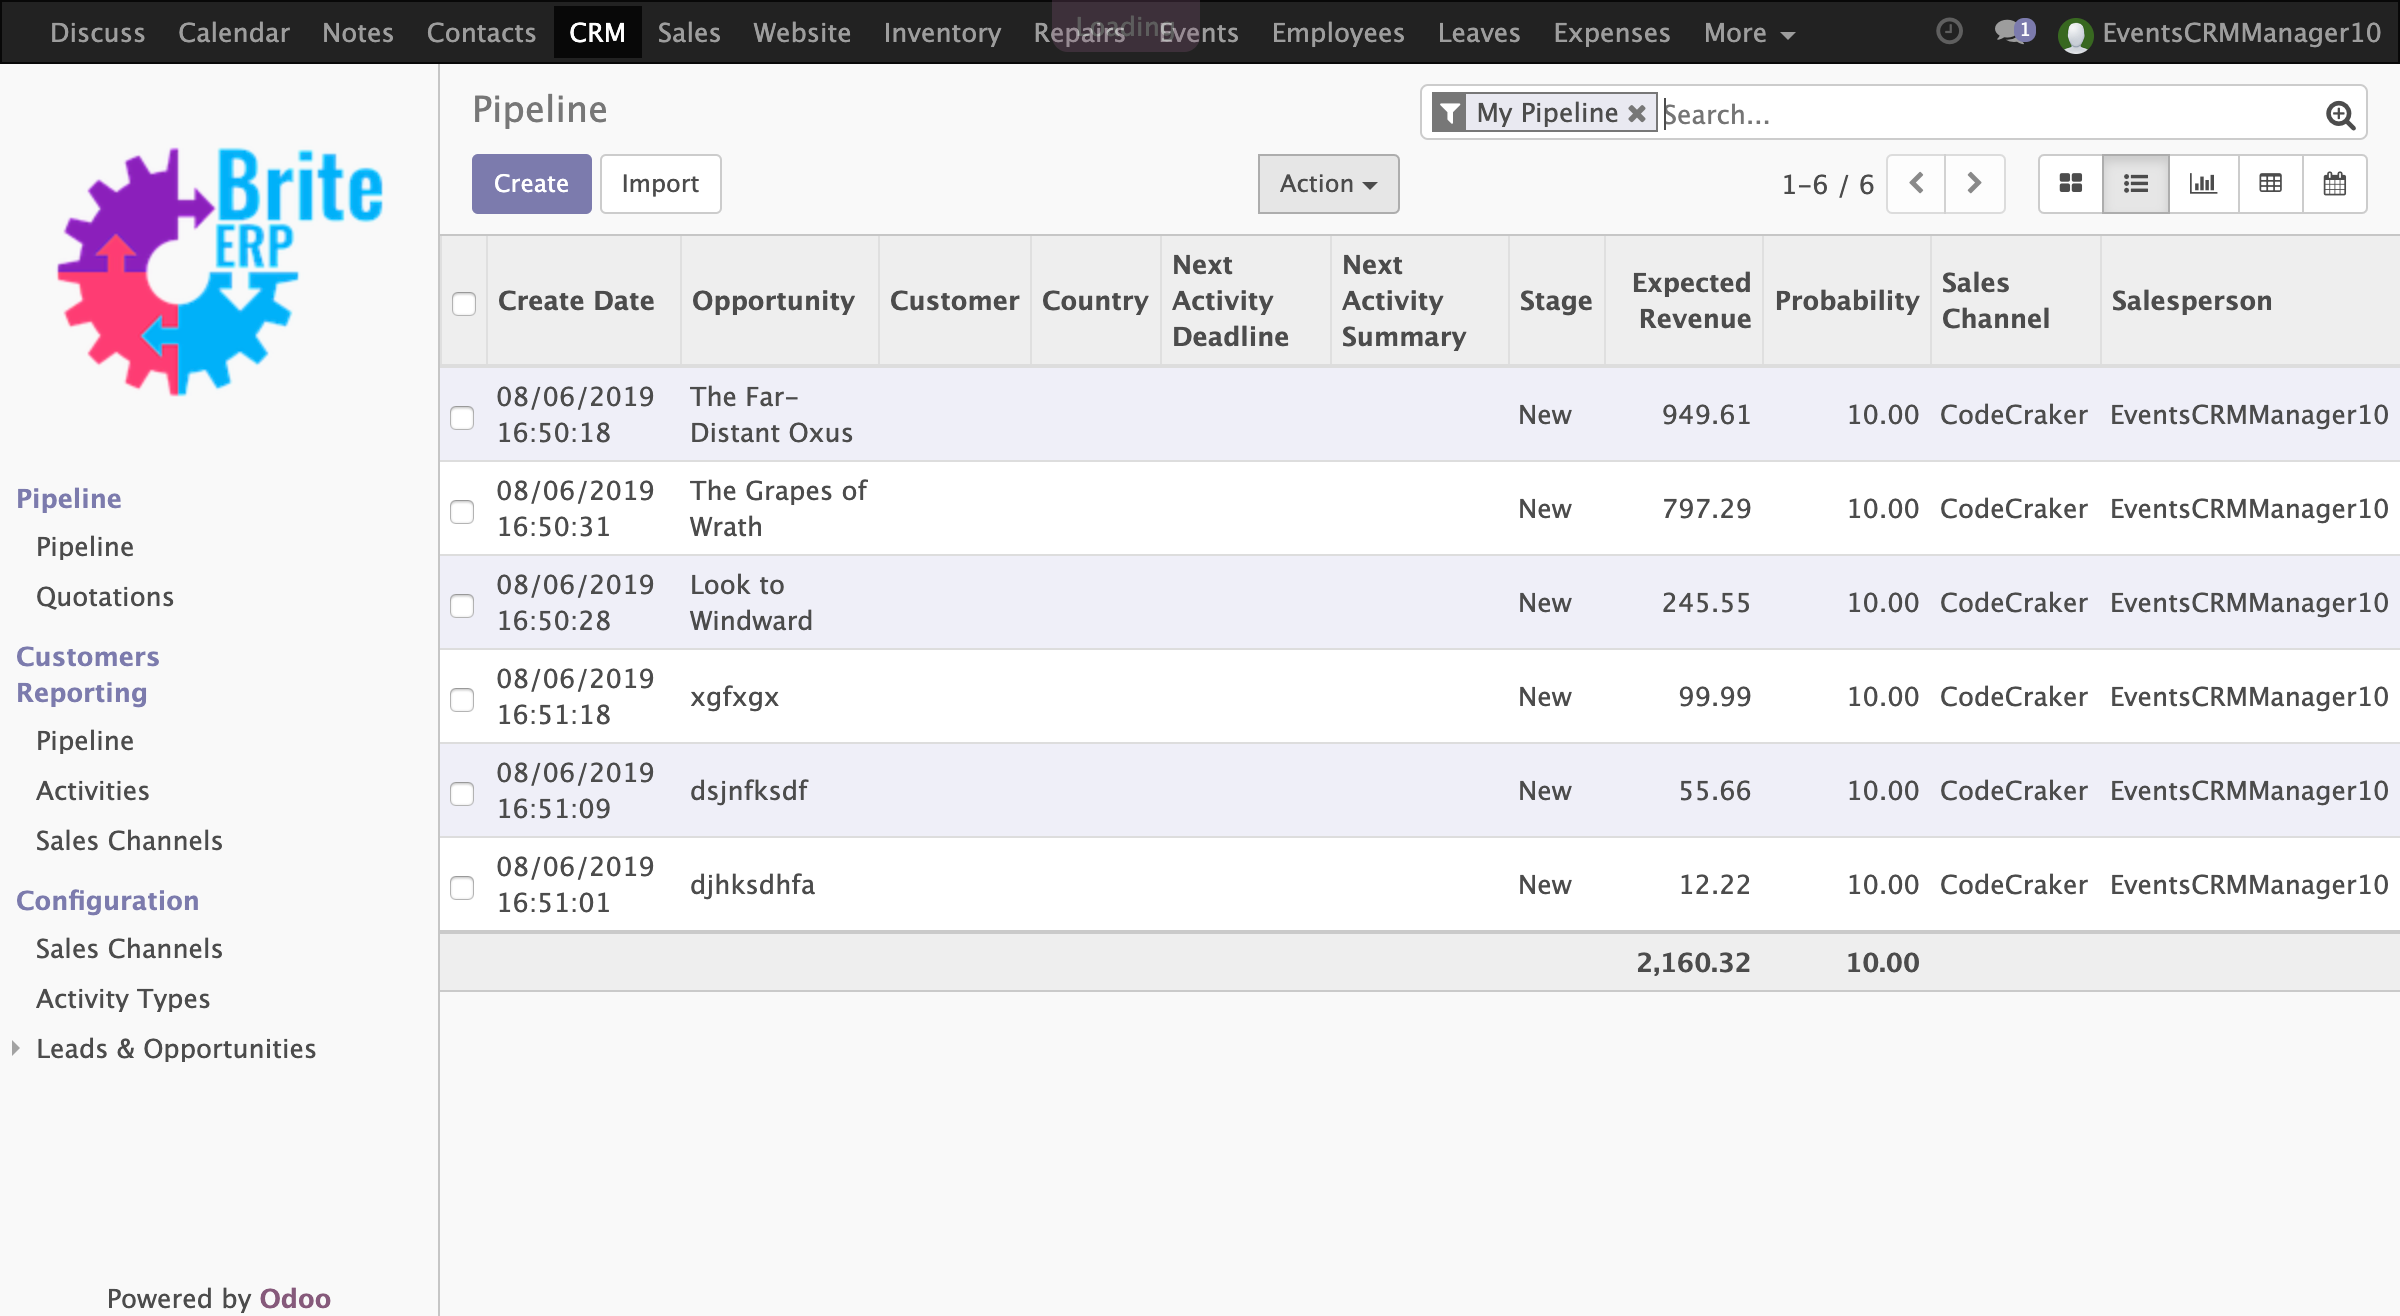 Discuss Calendar Notes Contacts CRM Sales Website Inventory Repairs Events Employees Leaves Expenses More 1 EventsCRMManager10
Loading
Brite
ERP
Pipeline
Pipeline
Quotations
Customers
Reporting
Pipeline
Activities
Sales Channels
Configuration
Sales Channels
Activity Types
Leads & Opportunities
Powered by Odoo
Pipeline
My Pipeline Search...
Create Import Action 1-6 / 6
Create Date Opportunity Customer Country Next Activity Deadline Next Activity Summary Stage Expected Revenue Probability Sales Channel Salesperson
08/06/2019 16:50:18 The Far-Distant Oxus New 949.61 10.00 CodeCraker EventsCRMManager10
08/06/2019 16:50:31 The Grapes of Wrath New 797.29 10.00 CodeCraker EventsCRMManager10
08/06/2019 16:50:28 Look to Windward New 245.55 10.00 CodeCraker EventsCRMManager10
08/06/2019 16:51:18 xgfxgx New 99.99 10.00 CodeCraker EventsCRMManager10
08/06/2019 16:51:09 dsjnfksdf New 55.66 10.00 CodeCraker EventsCRMManager10
08/06/2019 16:51:01 djhksdhfa New 12.22 10.00 CodeCraker EventsCRMManager10
2,160.32 10.00